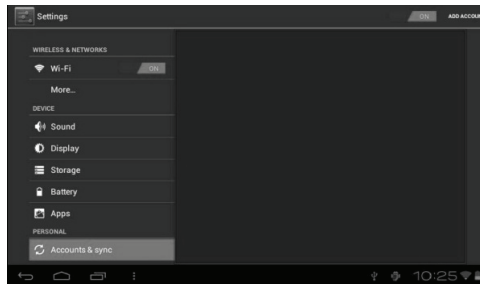 Settings
ON
ADD ACCOU
WIRELESS & NETWORKS
Wi-Fi
ON
More...
DEVICE
Sound
Display
Storage
Battery
Apps
PERSONAL
Accounts & sync
10:25